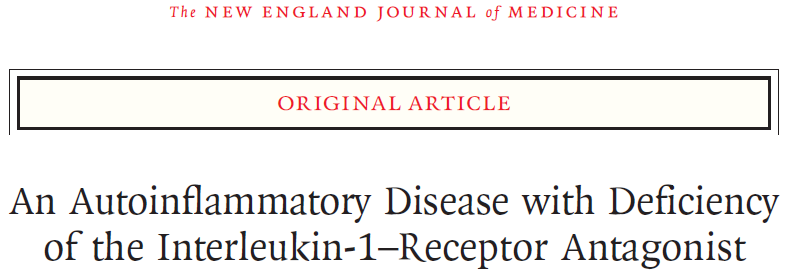 The NEW ENGLAND JOURNAL of MEDICINE
ORIGINAL ARTICLE
An Autoinflammatory Disease with Deficiency
of the Interleukin-1–Receptor Antagonist